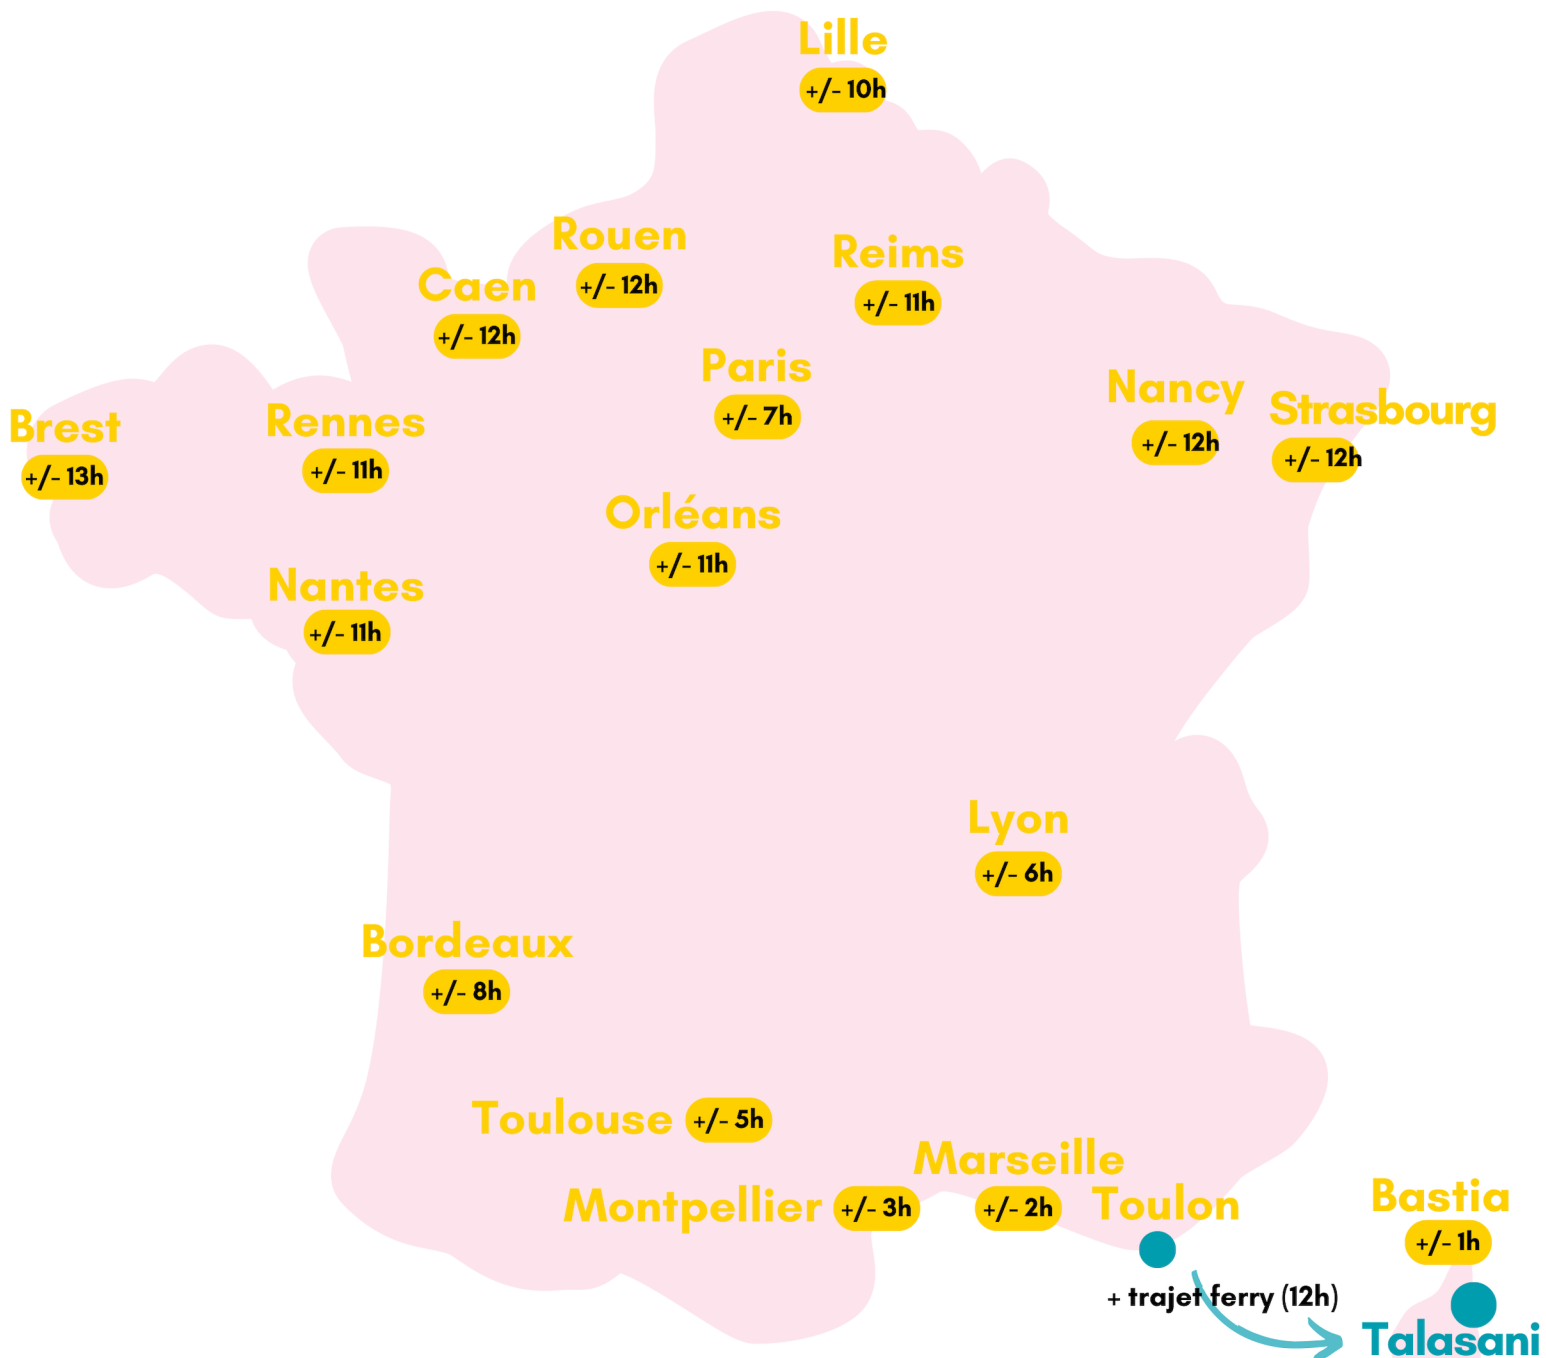 Lille
+/- 10h
Rouen
+/- 12h
Reims
+/- 11h
Caen
+/- 12h
Paris
+/- 7h
Nancy
+/- 12h
Strasbourg
+/- 12h
Brest
+/- 13h
Rennes
+/- 11h
Orléans
+/- 11h
Nantes
+/- 11h
Lyon
+/- 6h
Bordeaux
+/- 8h
Toulouse +/- 5h
Marseille
+/- 2h
Montpellier +/- 3h
Toulon
Bastia
+/- 1h
+ trajet ferry (12h)
Talasani